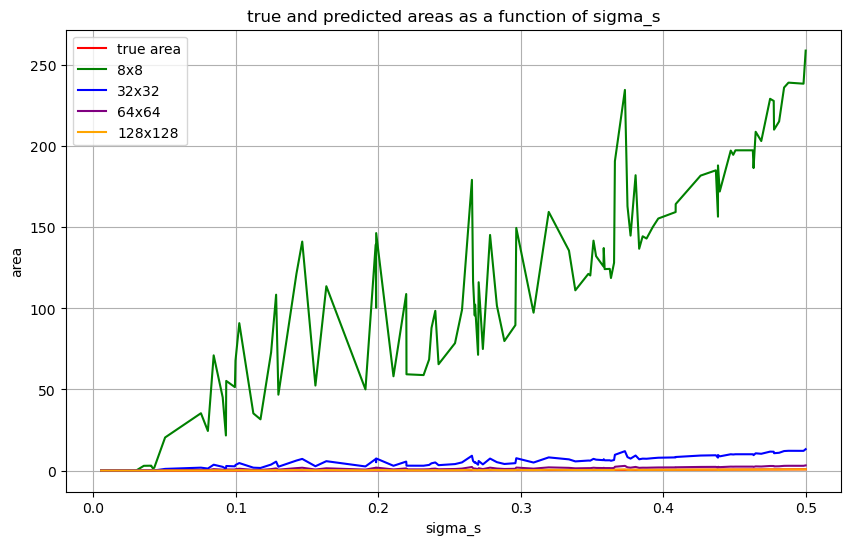 true and predicted areas as a function of sigma_s
true area
8x8
32x32
64x64
128x128
250
200
150
100
50
0
area
0.0
0.1
0.2
0.3
0.4
0.5
sigma_s